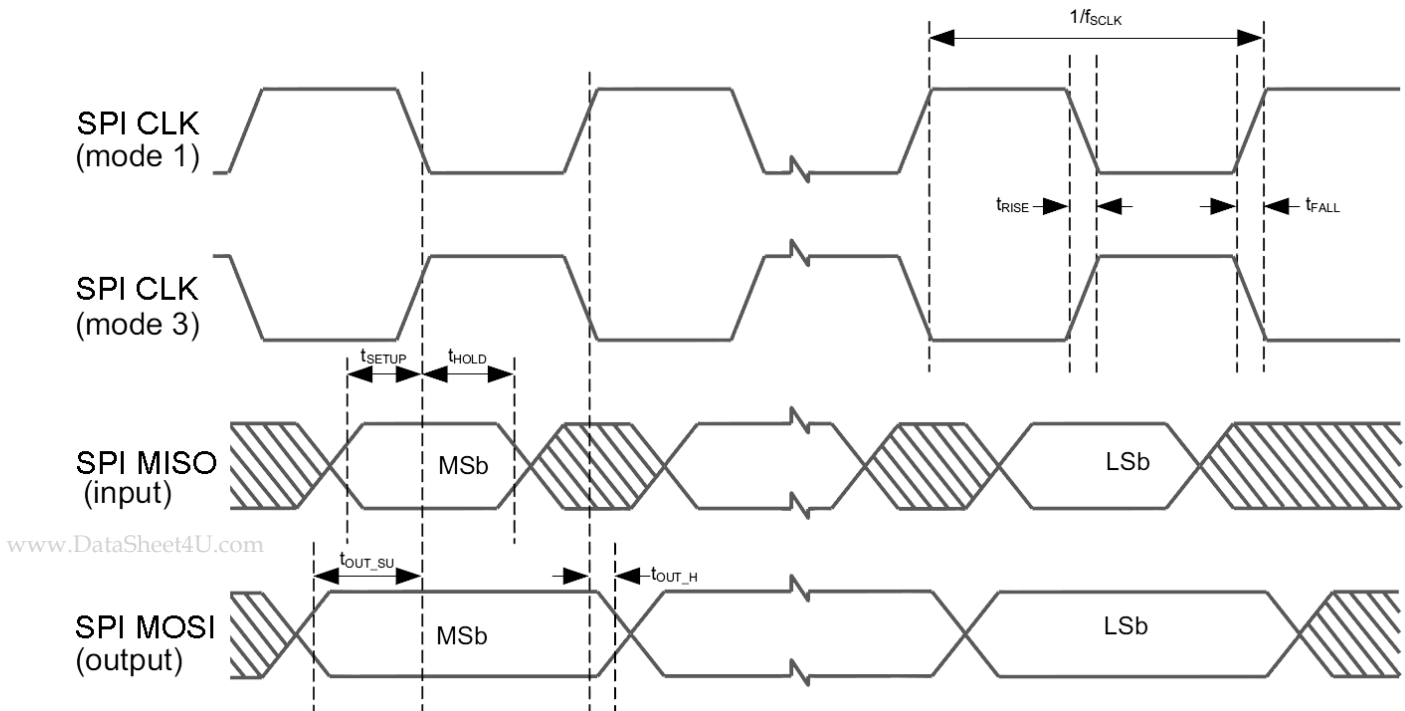 1/fSCLK
SPI CLK
(mode 1)
tRISE
tFALL
SPI CLK
(mode 3)
tSETUP
tHOLD
SPI MISO
(input)
MSb
LSb
www.DataSheet4U.com
tOUT_SU
tOUT_H
SPI MOSI
(output)
MSb
LSb